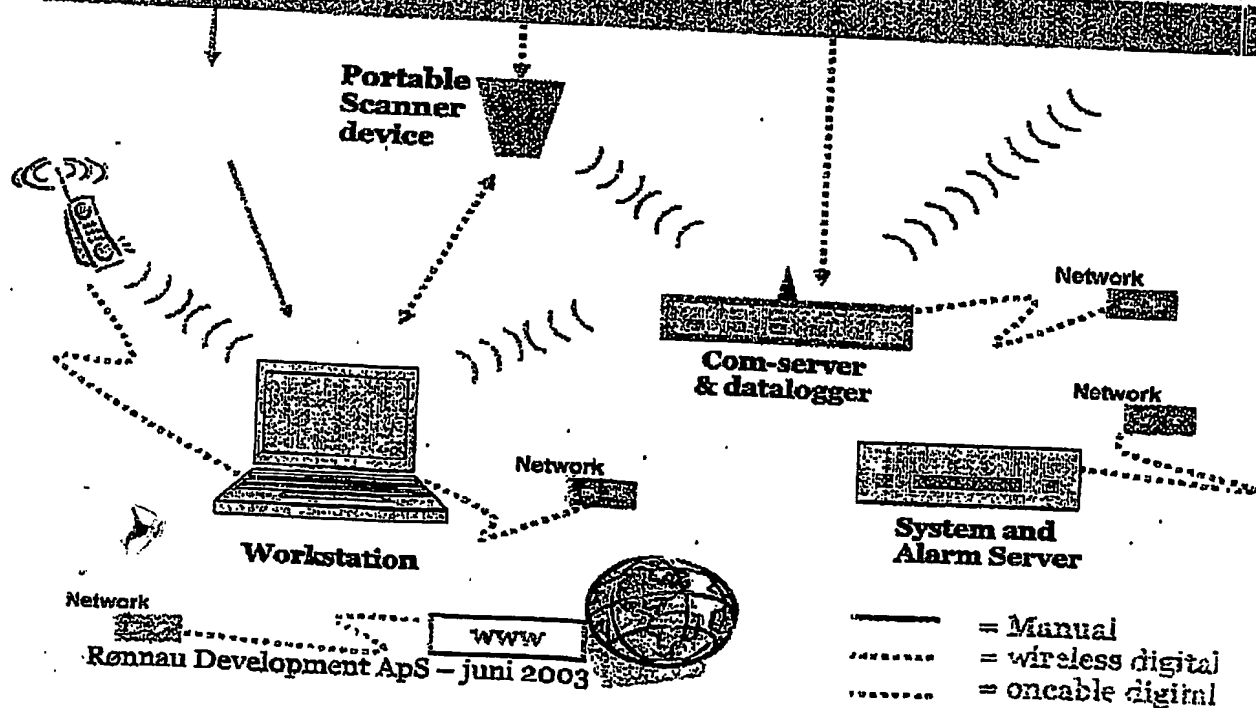 Portable
Scanner
device
Network
Com-server
& datalogger
Network
Network
System and
Alarm Server
Workstation
Network
www
Rønnau Development ApS – juni 2003
= Manual
= wireless digital
= oncable digital